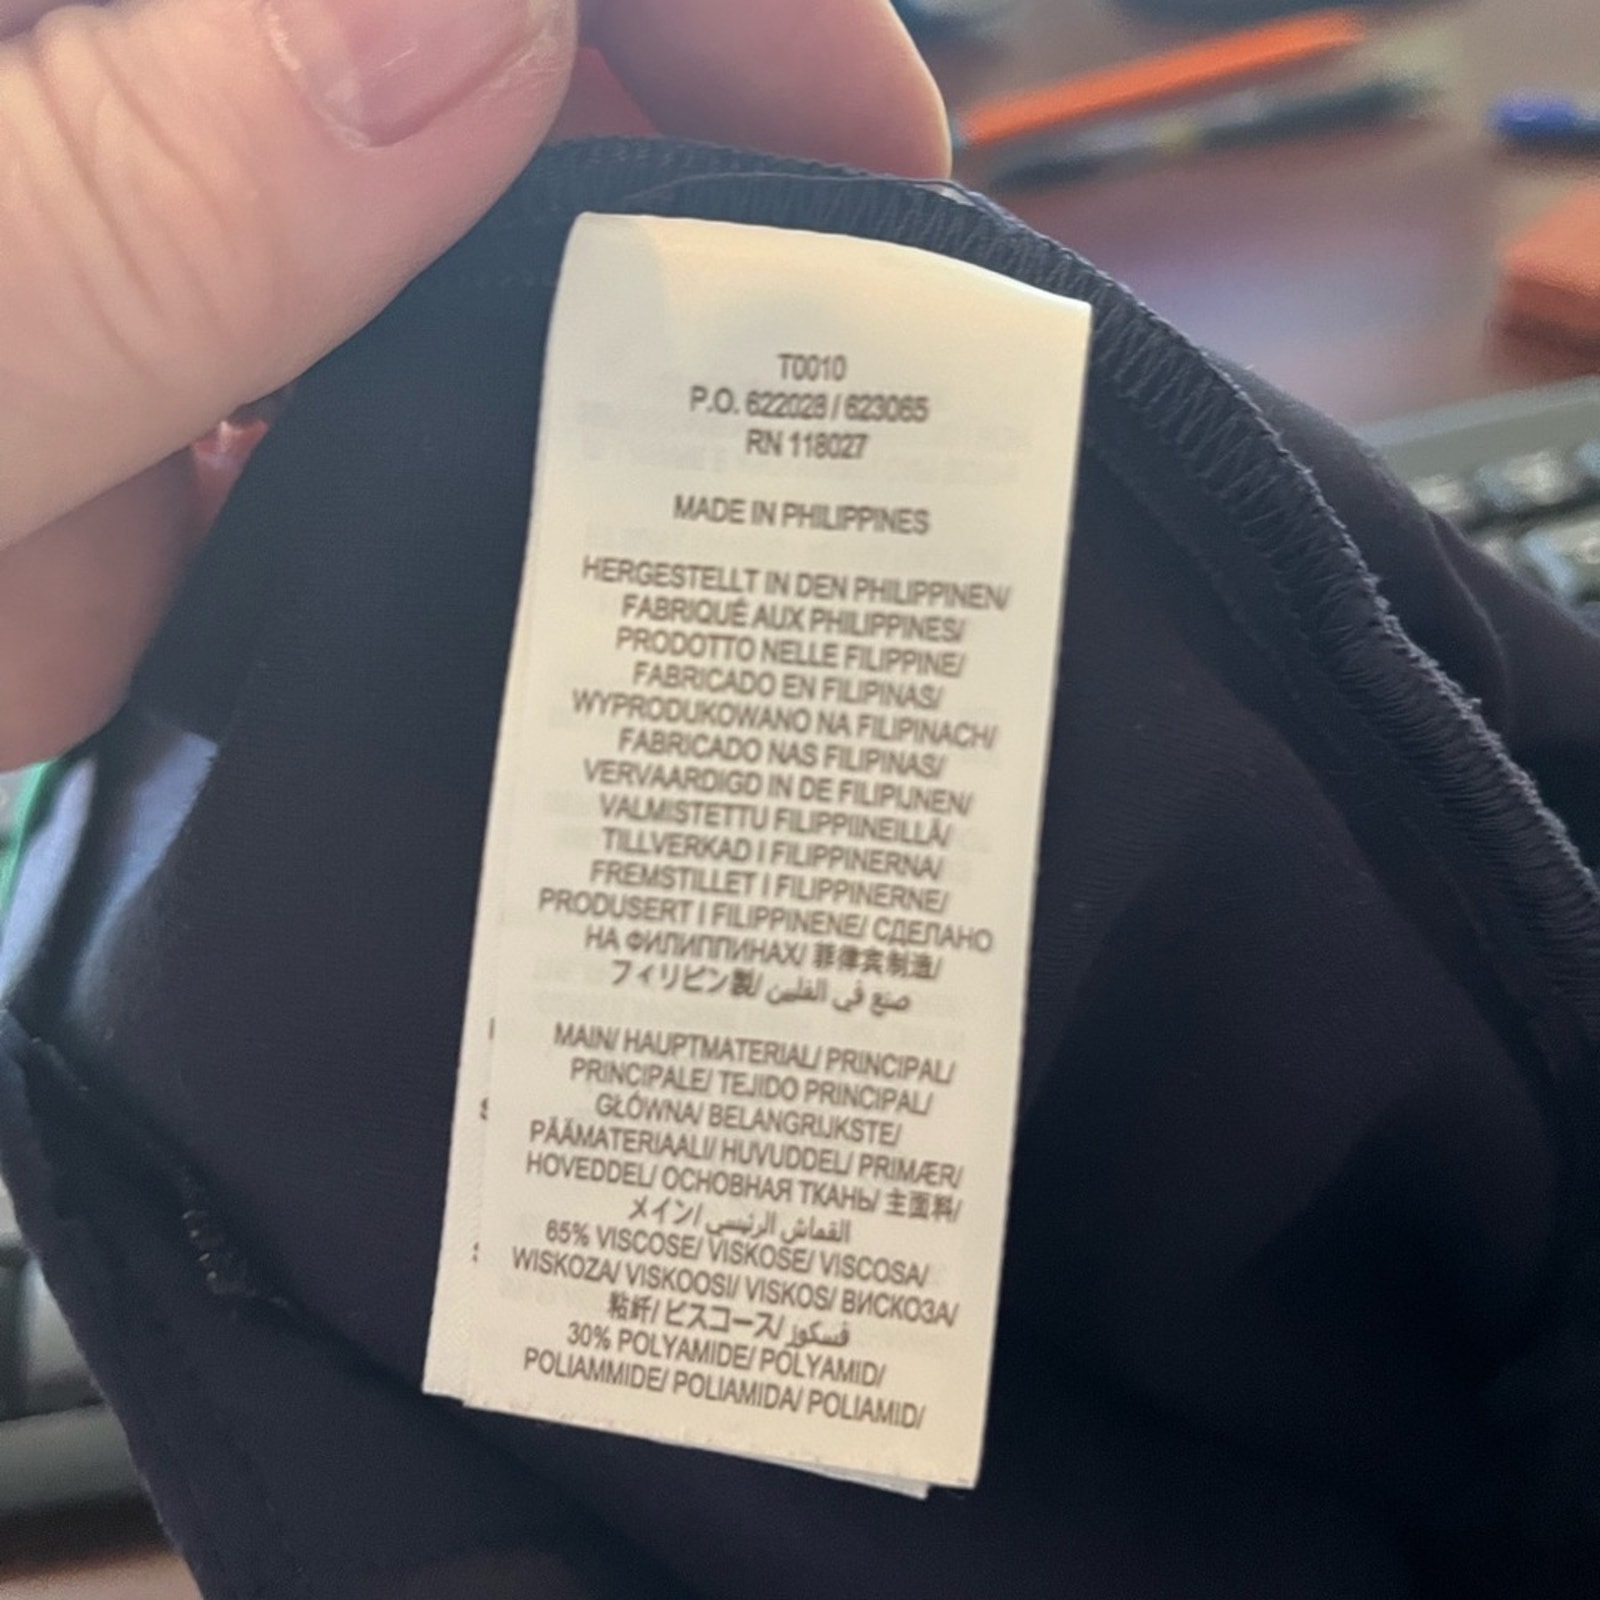 T0010
P.O. 622028 / 623065
RN 118027
MADE IN PHILIPPINES
HERGESTELLT IN DEN PHILIPPINEN/
FABRIQUÉ AUX PHILIPPINES/
PRODOTTO NELLE FILIPPINE/
FABRICADO EN FILIPINAS/
WYPRODUKOWANO NA FILIPINACH/
FABRICADO NAS FILIPINAS/
VERVAARDIGD IN DE FILIPIJNEN/
VALMISTETTU FILIPPIINEILLÄ/
TILLVERKAD I FILIPPINERNA/
FREMSTILLET I FILIPPINERNE/
PRODUSERT I FILIPPINENE/ СДЕЛАНО
НА ФИЛИППИНАХ/ 菲律宾制造/
フィリピン製/ صنع في الفلبين
MAIN/ HAUPTMATERIAL/ PRINCIPAL/
PRINCIPALE/ TEJIDO PRINCIPAL/
GŁÓWNA/ BELANGRIJKSTE/
PÄÄMATERIAALI/ HUVUDDEL/ PRIMÆR/
HOVEDDEL/ ОСНОВНАЯ ТКАНЬ/ 主面料/
メイン/ القماش الرئيسي
65% VISCOSE/ VISKOSE/ VISCOSA/
WISKOZA/ VISKOOSI/ VISKOS/ ВИСКОЗА/
粘纤/ ビスコース/ فسكوز
30% POLYAMIDE/ POLYAMID/
POLIAMMIDE/ POLIAMIDA/ POLIAMID/